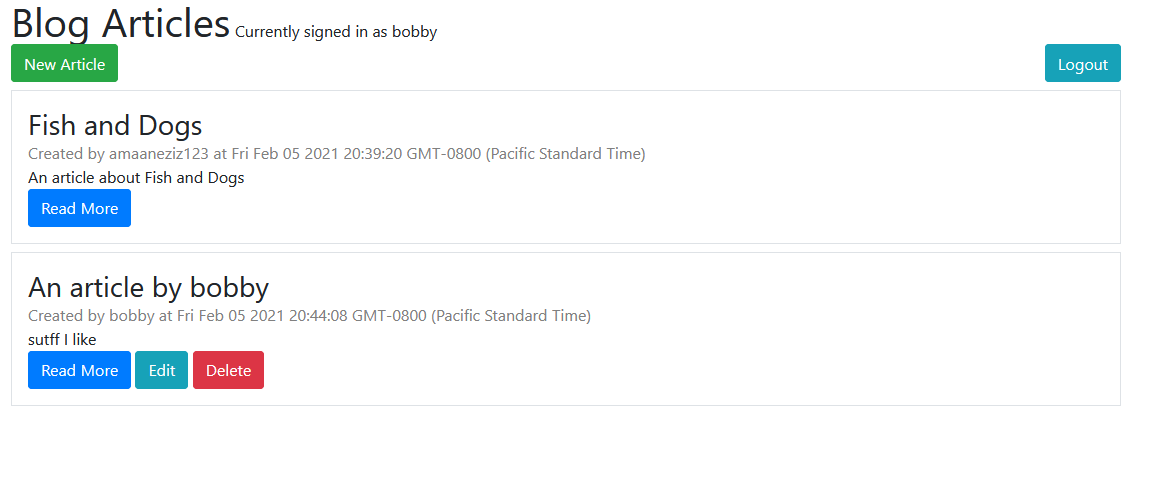 Blog Articles Currently signed in as bobby
New Article Logout
Fish and Dogs
Created by amaaneziz123 at Fri Feb 05 2021 20:39:20 GMT-0800 (Pacific Standard Time)
An article about Fish and Dogs
Read More
An article by bobby
Created by bobby at Fri Feb 05 2021 20:44:08 GMT-0800 (Pacific Standard Time)
sutff I like
Read More Edit Delete